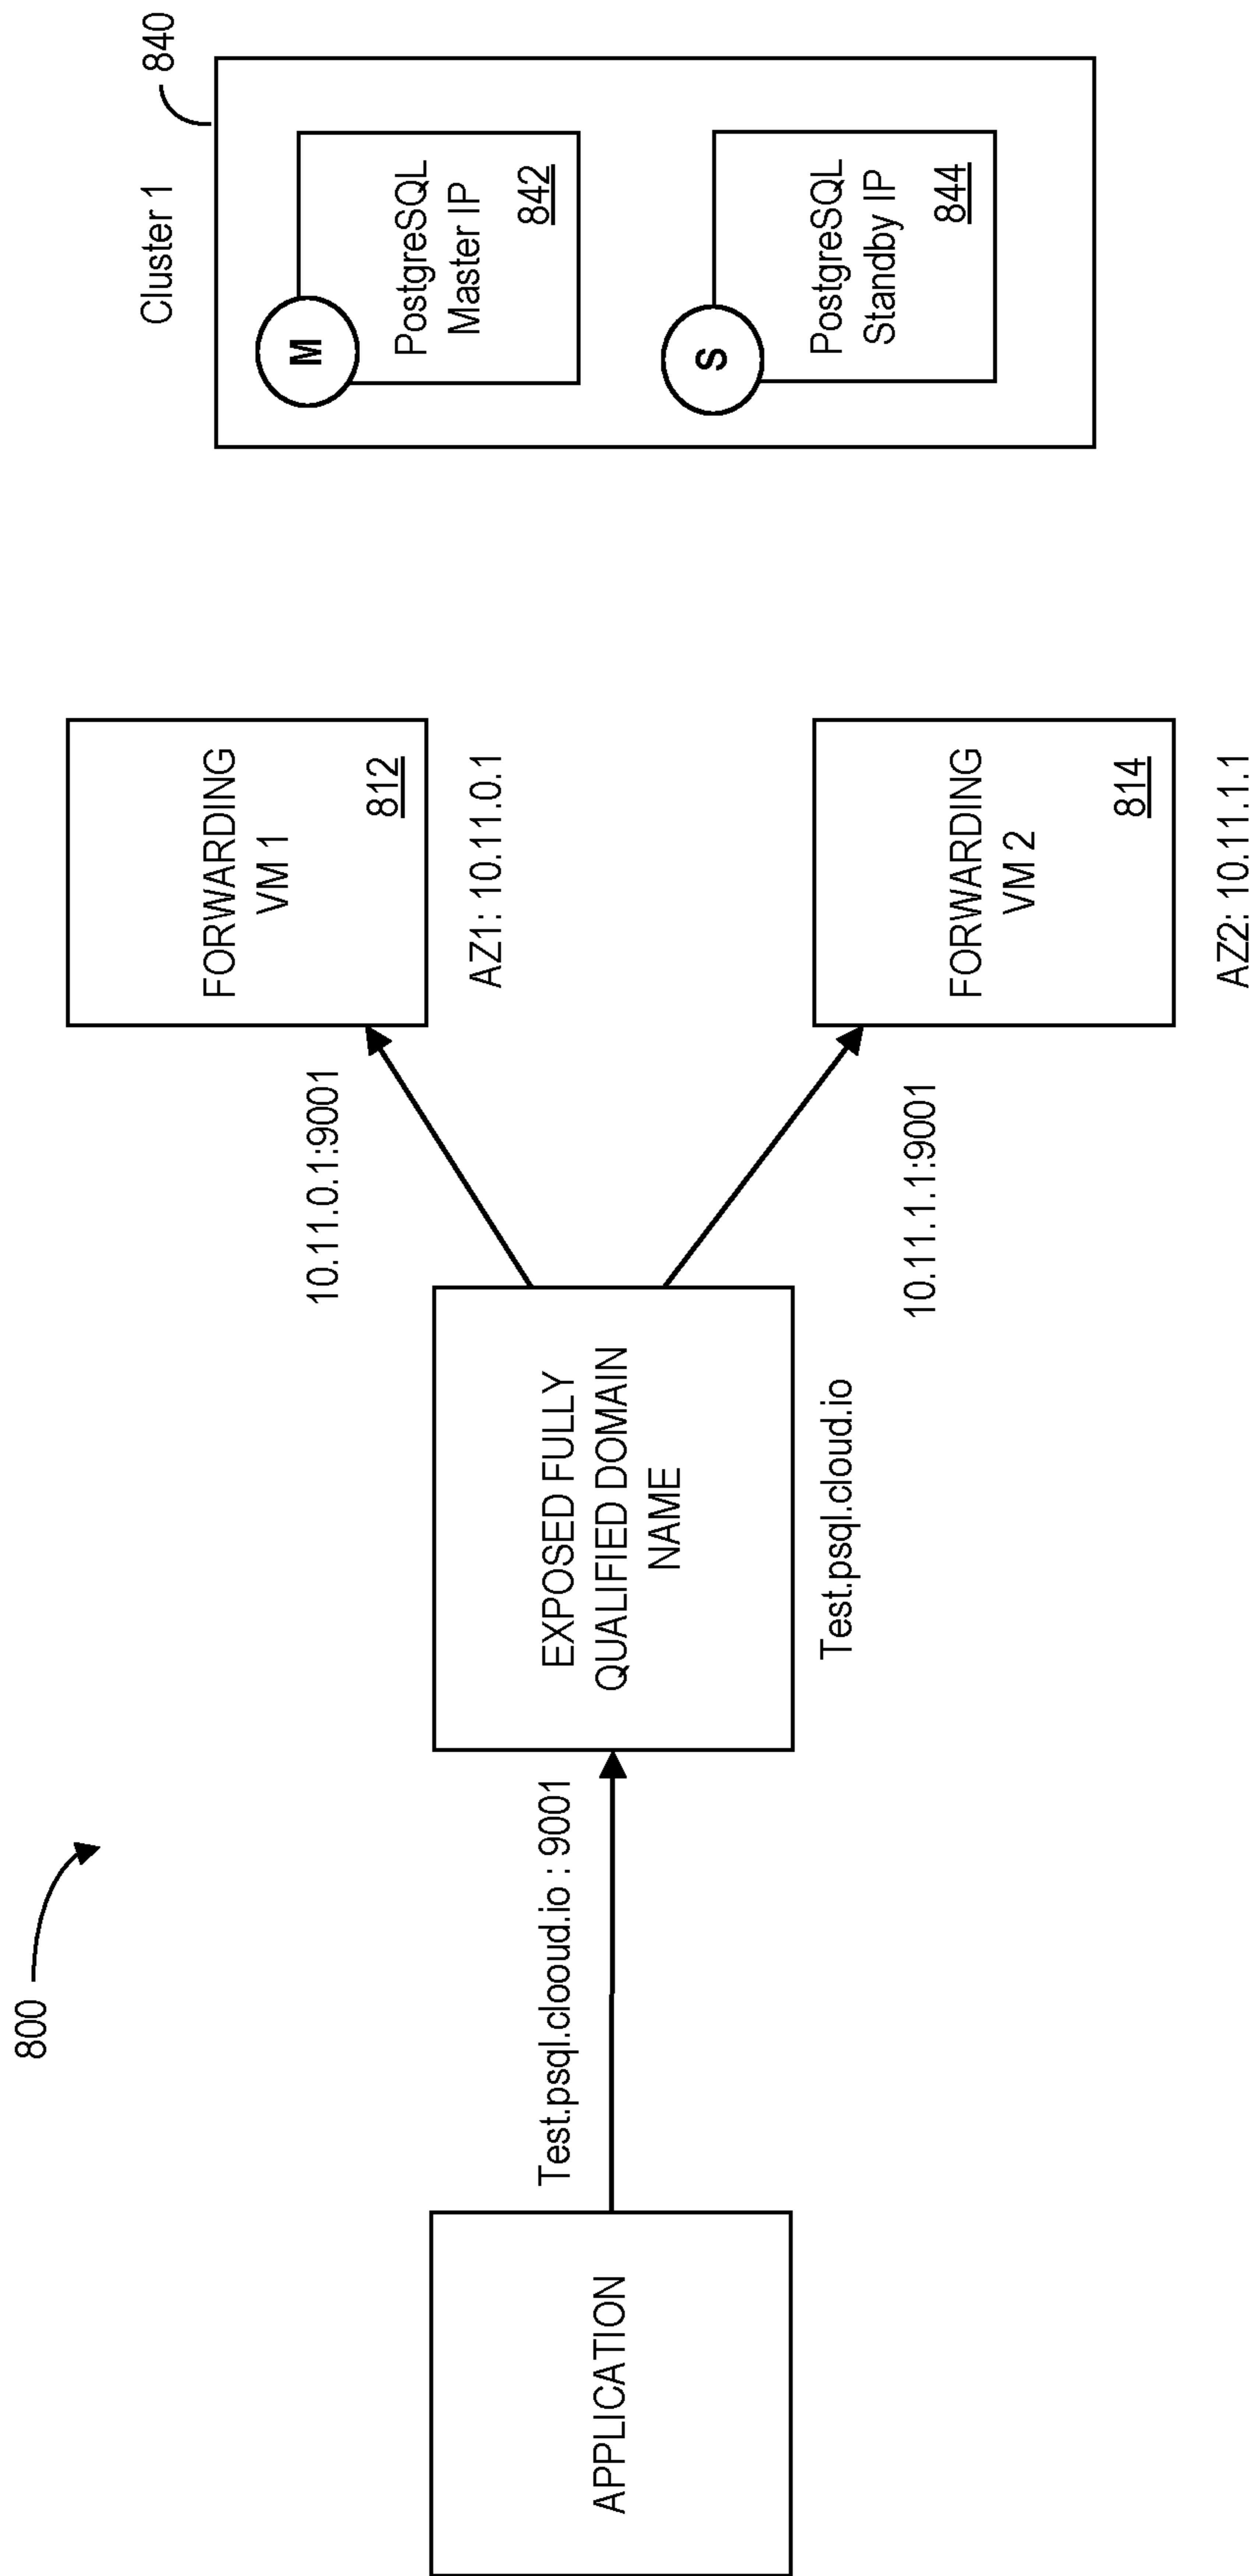 800
APPLICATION
Test.psql.clooud.io : 9001
EXPOSED FULLY
QUALIFIED DOMAIN
NAME
Test.psql.cloud.io
10.11.0.1:9001
10.11.1.1:9001
FORWARDING
VM 1
812
AZ1: 10.11.0.1
FORWARDING
VM 2
814
AZ2: 10.11.1.1
Cluster 1
840
M
PostgreSQL
Master IP
842
S
PostgreSQL
Standby IP
844